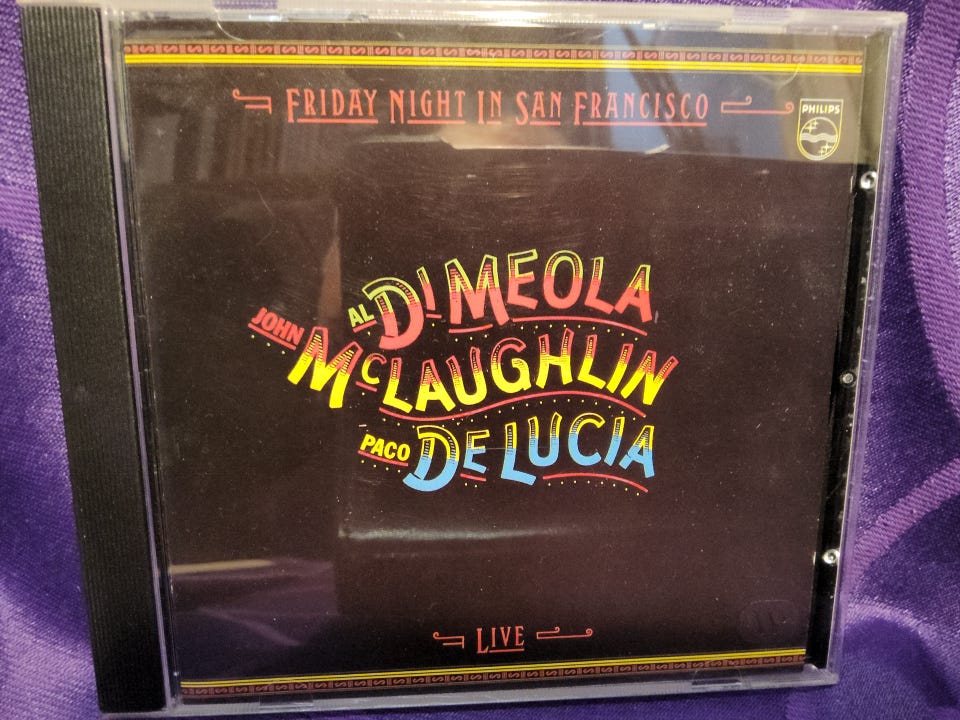 FRIDAY NIGHT IN SAN FRANCISCO
PHILIPS
AL DI MEOLA,
JOHN MCLAUGHLIN
PACO DE LUCIA
LIVE